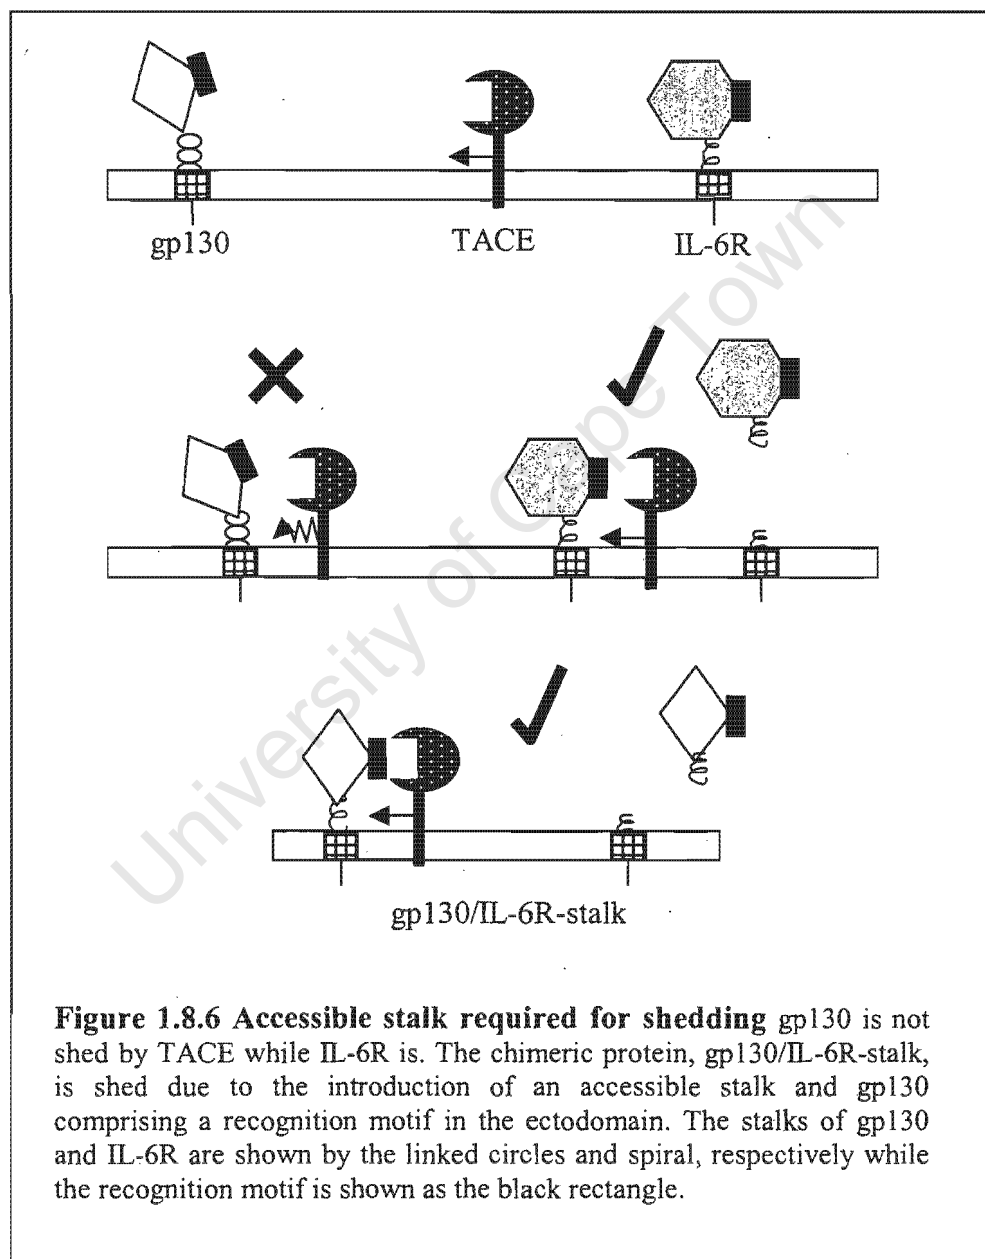 gp130 TACE IL-6R
gp130/IL-6R-stalk
University of Cape Town
Figure 1.8.6 Accessible stalk required for shedding gp130 is not
shed by TACE while IL-6R is. The chimeric protein, gp130/IL-6R-stalk,
is shed due to the introduction of an accessible stalk and gp130
comprising a recognition motif in the ectodomain. The stalks of gp130
and IL-6R are shown by the linked circles and spiral, respectively while
the recognition motif is shown as the black rectangle.